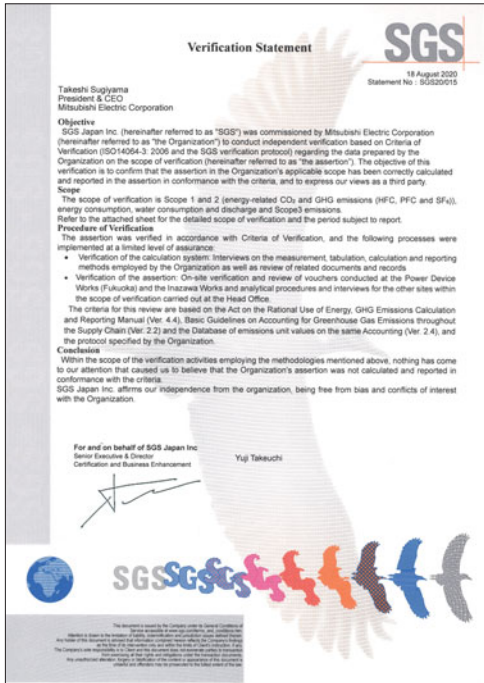 SGS
Verification Statement
18 August 2020
Statement No : SGS20/015
Takeshi Sugiyama
President & CEO
Mitsubishi Electric Corporation
Objective
SGS Japan Inc. (hereinafter referred to as "SGS") was commissioned by Mitsubishi Electric Corporation
(hereinafter referred to as "the Organization") to conduct independent verification based on Criteria of
Verification (ISO14064-3: 2006 and the SGS verification protocol) regarding the data prepared by the
Organization on the scope of verification (hereinafter referred to as "the assertion"). The objective of this
verification is to confirm that the assertion in the Organization's applicable scope has been correctly calculated
and reported in the assertion in conformance with the criteria, and to express our views as a third party.
Scope
The scope of verification is Scope 1 and 2 (energy-related CO₂ and GHG emissions (HFC, PFC and SF₆)),
energy consumption, water consumption and discharge and Scope3 emissions.
Refer to the attached sheet for the detailed scope of verification and the period subject to report.
Procedure of Verification
The assertion was verified in accordance with Criteria of Verification, and the following processes were
implemented at a limited level of assurance:
• Verification of the calculation system: Interviews on the measurement, tabulation, calculation and reporting
methods employed by the Organization as well as review of related documents and records
• Verification of the assertion: On-site verification and review of vouchers conducted at the Power Device
Works (Fukuoka) and the Inazawa Works and analytical procedures and interviews for the other sites within
the scope of verification carried out at the Head Office.
The criteria for this review are based on the Act on the Rational Use of Energy, GHG Emissions Calculation
and Reporting Manual (Ver. 4.4), Basic Guidelines on Accounting for Greenhouse Gas Emissions throughout
the Supply Chain (Ver. 2.2) and the Database of emissions unit values on the same Accounting (Ver. 2.4), and
the protocol specified by the Organization.
Conclusion
Within the scope of the verification activities employing the methodologies mentioned above, nothing has come
to our attention that caused us to believe that the Organization's assertion was not calculated and reported in
conformance with the criteria.
SGS Japan Inc. affirms our independence from the organization, being free from bias and conflicts of interest
with the Organization.
For and on behalf of SGS Japan Inc
Senior Executive & Director
Certification and Business Enhancement
Yuji Takeuchi
SGS SGS SGS